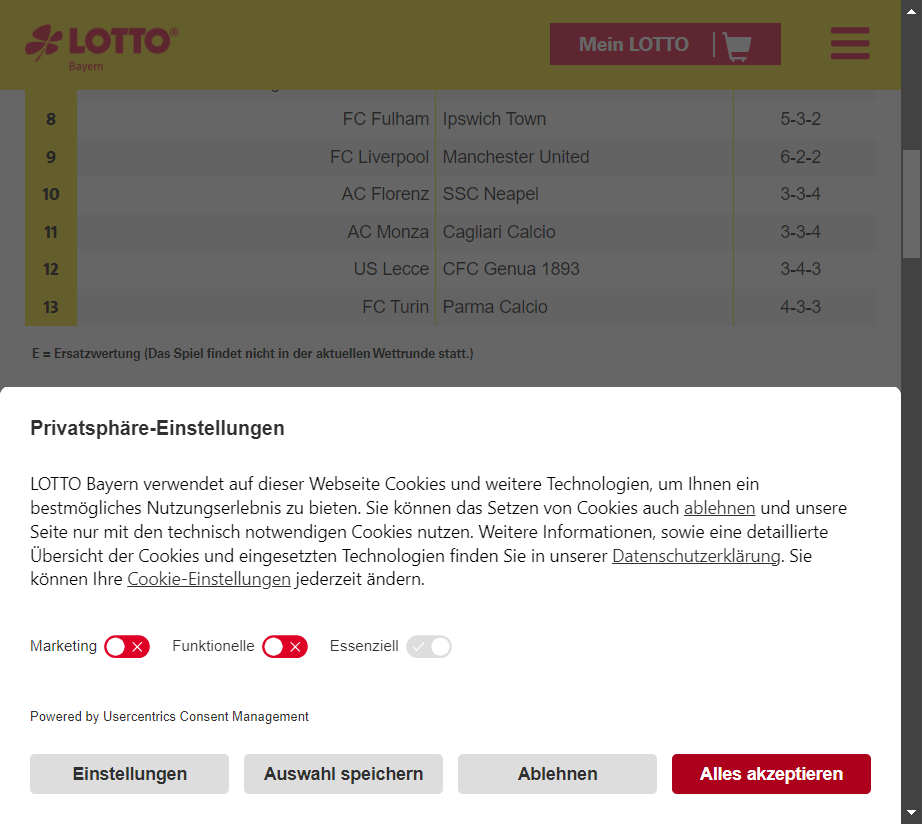 LOTTO®
Bayern
Mein LOTTO
8 FC Fulham Ipswich Town 5-3-2
9 FC Liverpool Manchester United 6-2-2
10 AC Florenz SSC Neapel 3-3-4
11 AC Monza Cagliari Calcio 3-3-4
12 US Lecce CFC Genua 1893 3-4-3
13 FC Turin Parma Calcio 4-3-3
E = Ersatzwertung (Das Spiel findet nicht in der aktuellen Wettrunde statt.)
Privatsphäre-Einstellungen
LOTTO Bayern verwendet auf dieser Webseite Cookies und weitere Technologien, um Ihnen ein
bestmögliches Nutzungserlebnis zu bieten. Sie können das Setzen von Cookies auch ablehnen und unsere
Seite nur mit den technisch notwendigen Cookies nutzen. Weitere Informationen, sowie eine detaillierte
Übersicht der Cookies und eingesetzten Technologien finden Sie in unserer Datenschutzerklärung. Sie
können Ihre Cookie-Einstellungen jederzeit ändern.
Marketing Funktionelle Essenziell
Powered by Usercentrics Consent Management
Einstellungen Auswahl speichern Ablehnen Alles akzeptieren